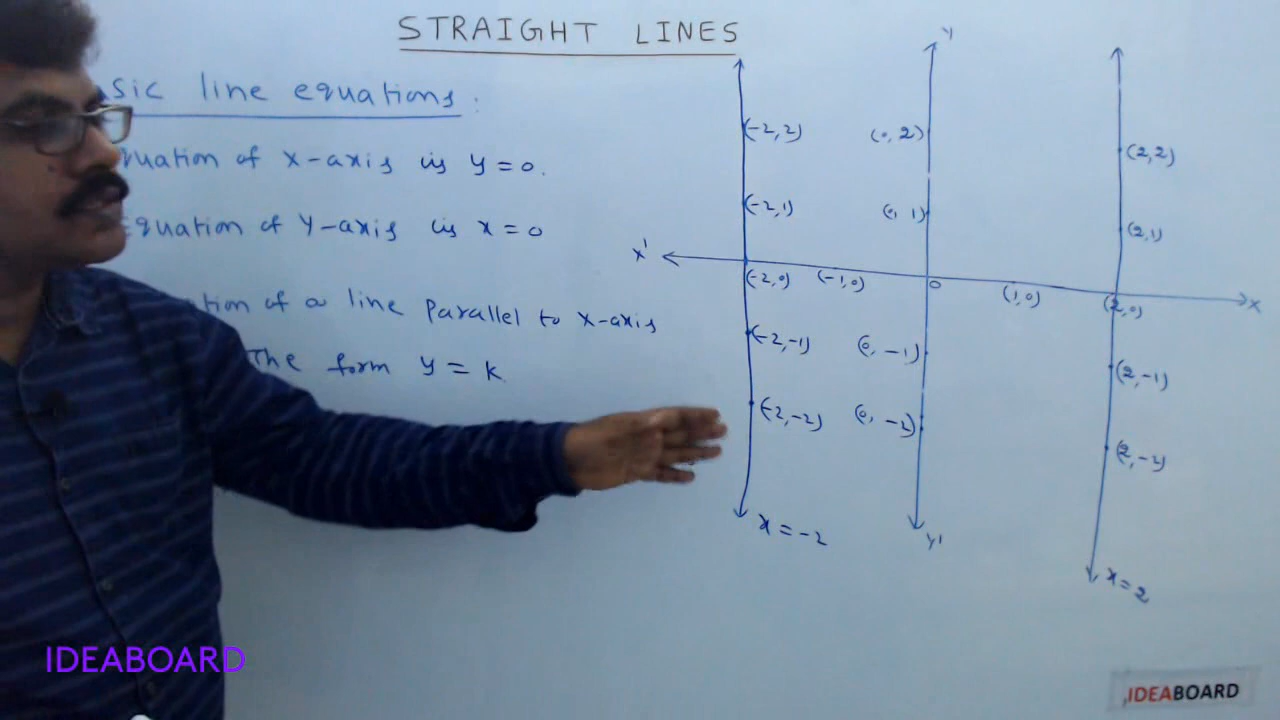 STRAIGHT LINES
sic line equations :
uation of X-axis is y = 0.
Equation of Y-axis is x = 0
tion of a line Parallel to X-axis
The form y = k
Y
(-2, 2)
(0, 2)
(2, 2)
(-2, 1)
(0, 1)
(2, 1)
X'
(-2, 0)
(-1, 0)
0
(1, 0)
(2, 0)
X
(-2, -1)
(0, -1)
(2, -1)
(-2, -2)
(0, -2)
(2, -2)
x = -2
Y'
x = 2
IDEABOARD
IDEABOARD